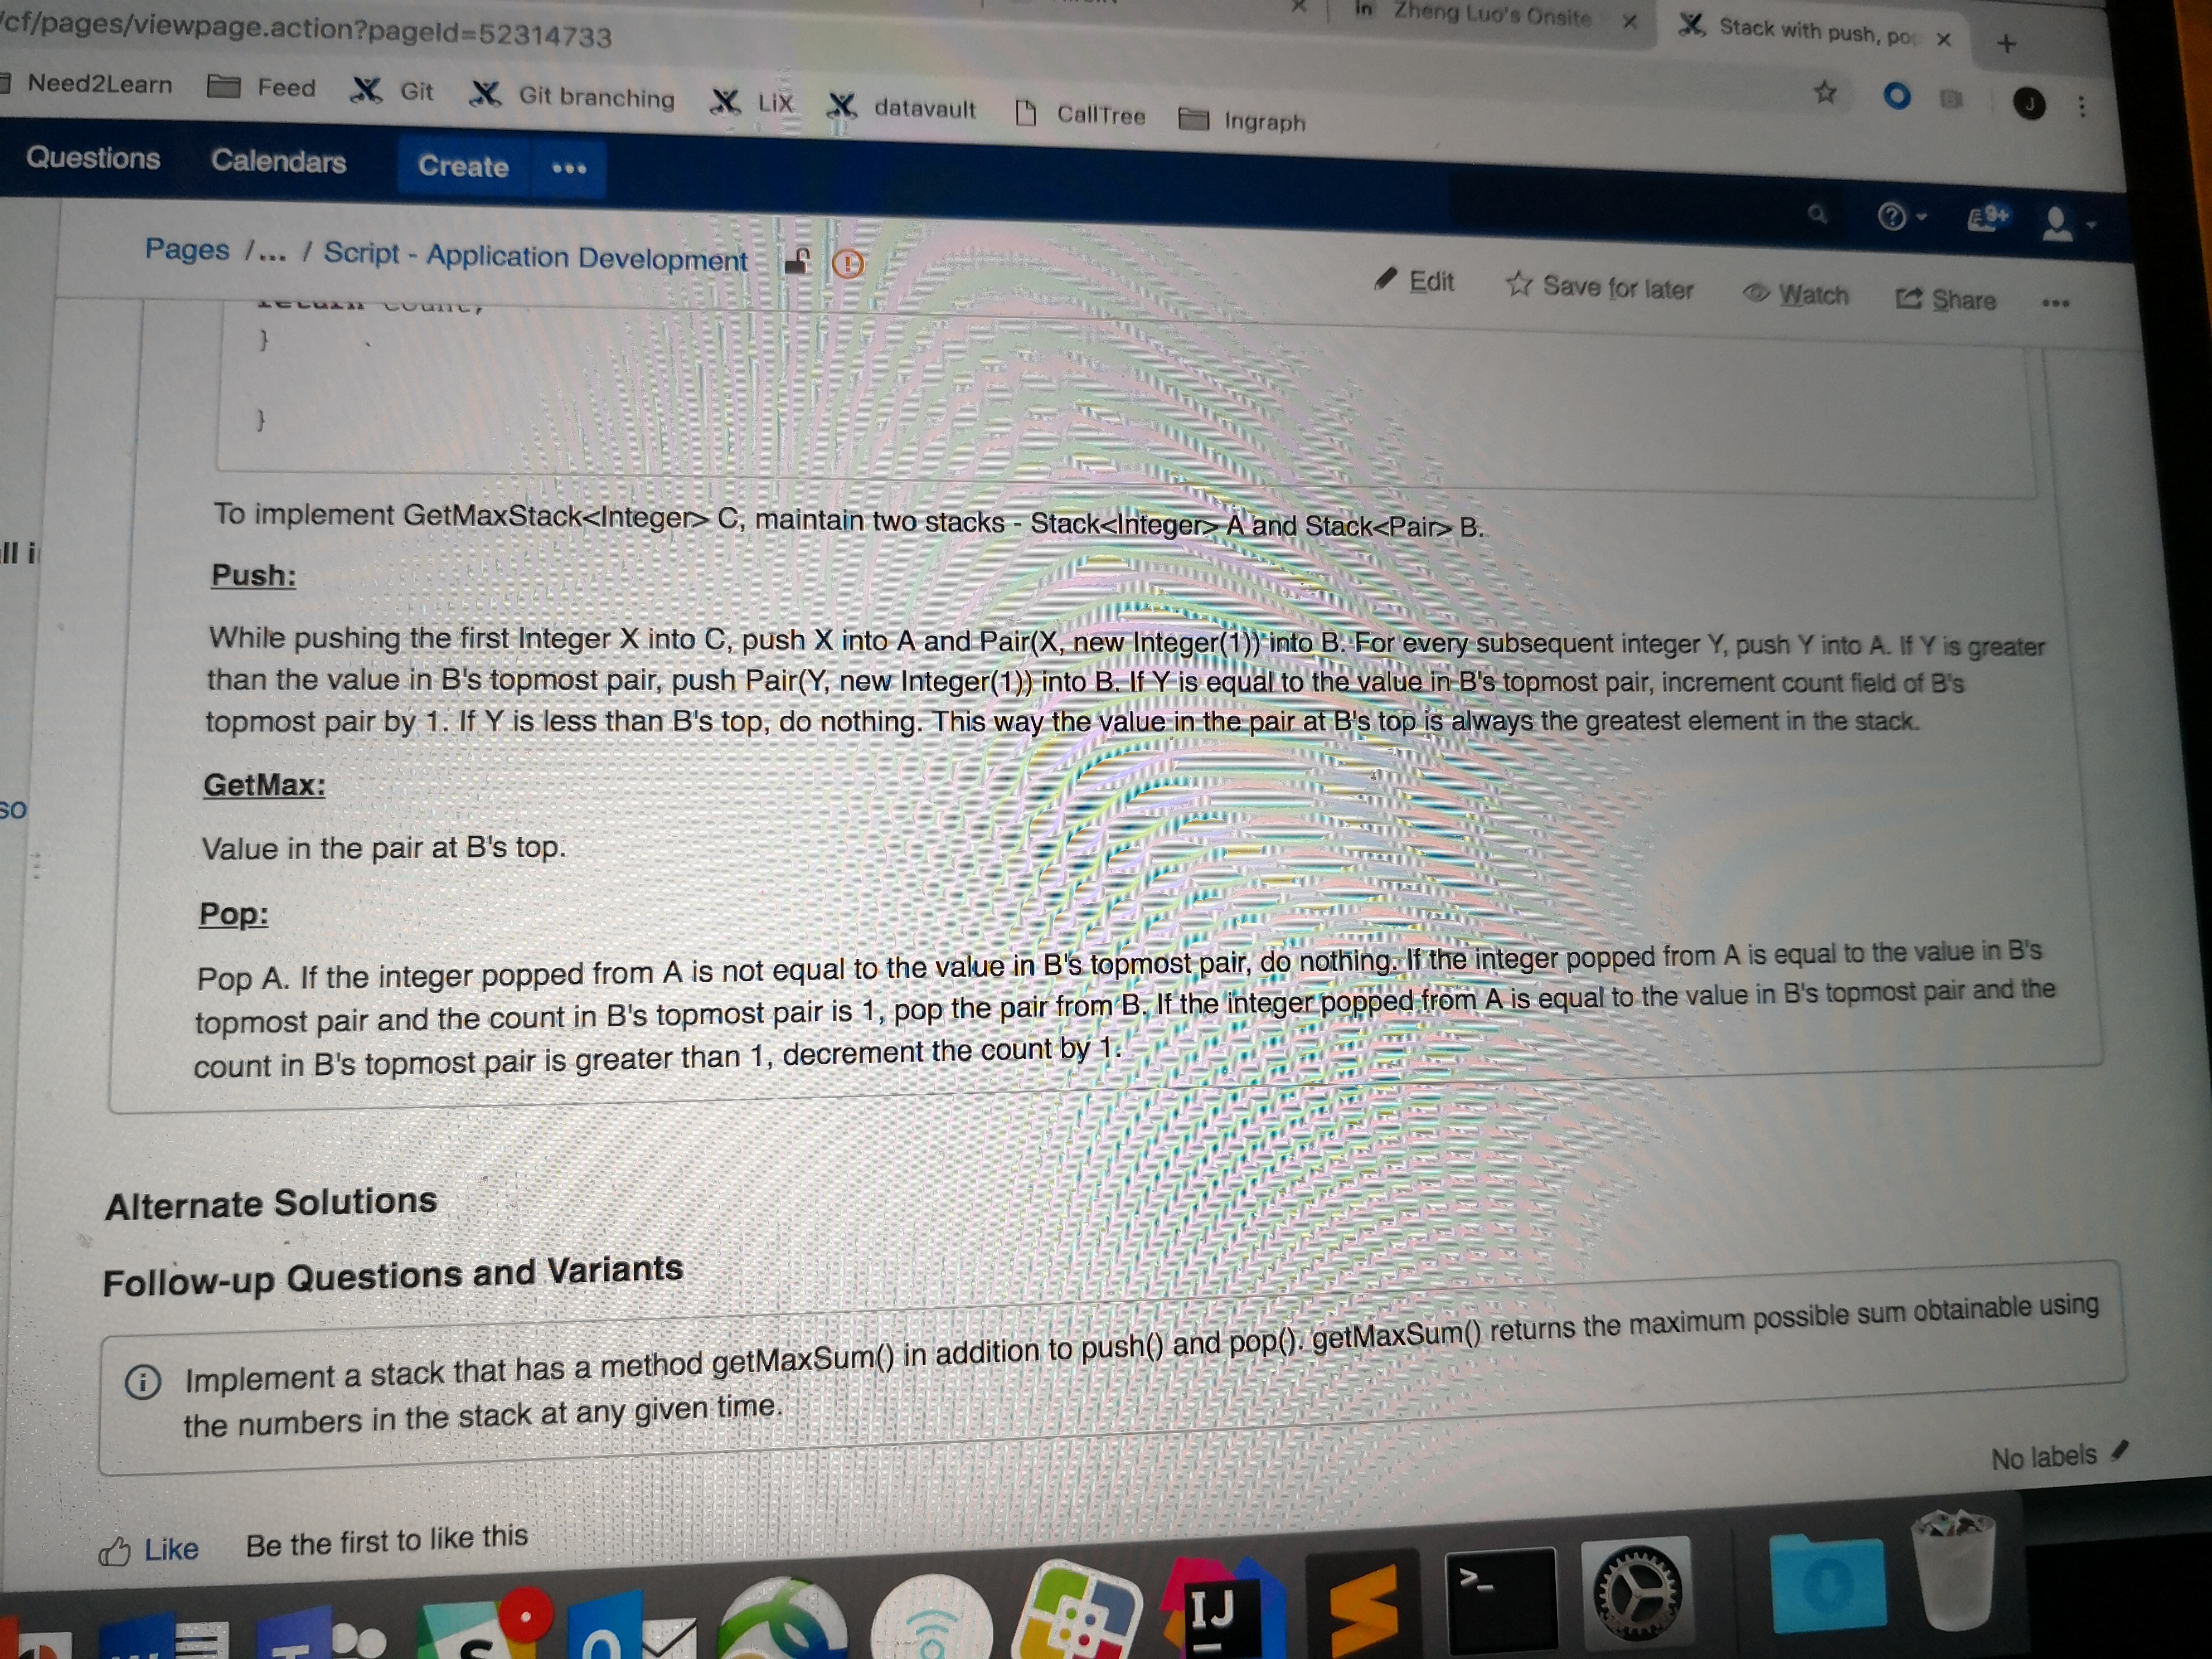 /cf/pages/viewpage.action?pageId=52314733
in Zheng Luo's Onsite
Stack with push, po
Need2Learn Feed Git Git branching LiX datavault CallTree Ingraph J
Questions Calendars Create
9+
Pages /... / Script - Application Development
Edit Save for later Watch Share
return count;
}
}
To implement GetMaxStack<Integer> C, maintain two stacks - Stack<Integer> A and Stack<Pair> B.
Push:
While pushing the first Integer X into C, push X into A and Pair(X, new Integer(1)) into B. For every subsequent integer Y, push Y into A. If Y is greater
than the value in B's topmost pair, push Pair(Y, new Integer(1)) into B. If Y is equal to the value in B's topmost pair, increment count field of B's
topmost pair by 1. If Y is less than B's top, do nothing. This way the value in the pair at B's top is always the greatest element in the stack.
GetMax:
so
Value in the pair at B's top.
Pop:
Pop A. If the integer popped from A is not equal to the value in B's topmost pair, do nothing. If the integer popped from A is equal to the value in B's
topmost pair and the count in B's topmost pair is 1, pop the pair from B. If the integer popped from A is equal to the value in B's topmost pair and the
count in B's topmost pair is greater than 1, decrement the count by 1.
Alternate Solutions
Follow-up Questions and Variants
Implement a stack that has a method getMaxSum() in addition to push() and pop(). getMaxSum() returns the maximum possible sum obtainable using
the numbers in the stack at any given time.
No labels
Like Be the first to like this
IJ
>_